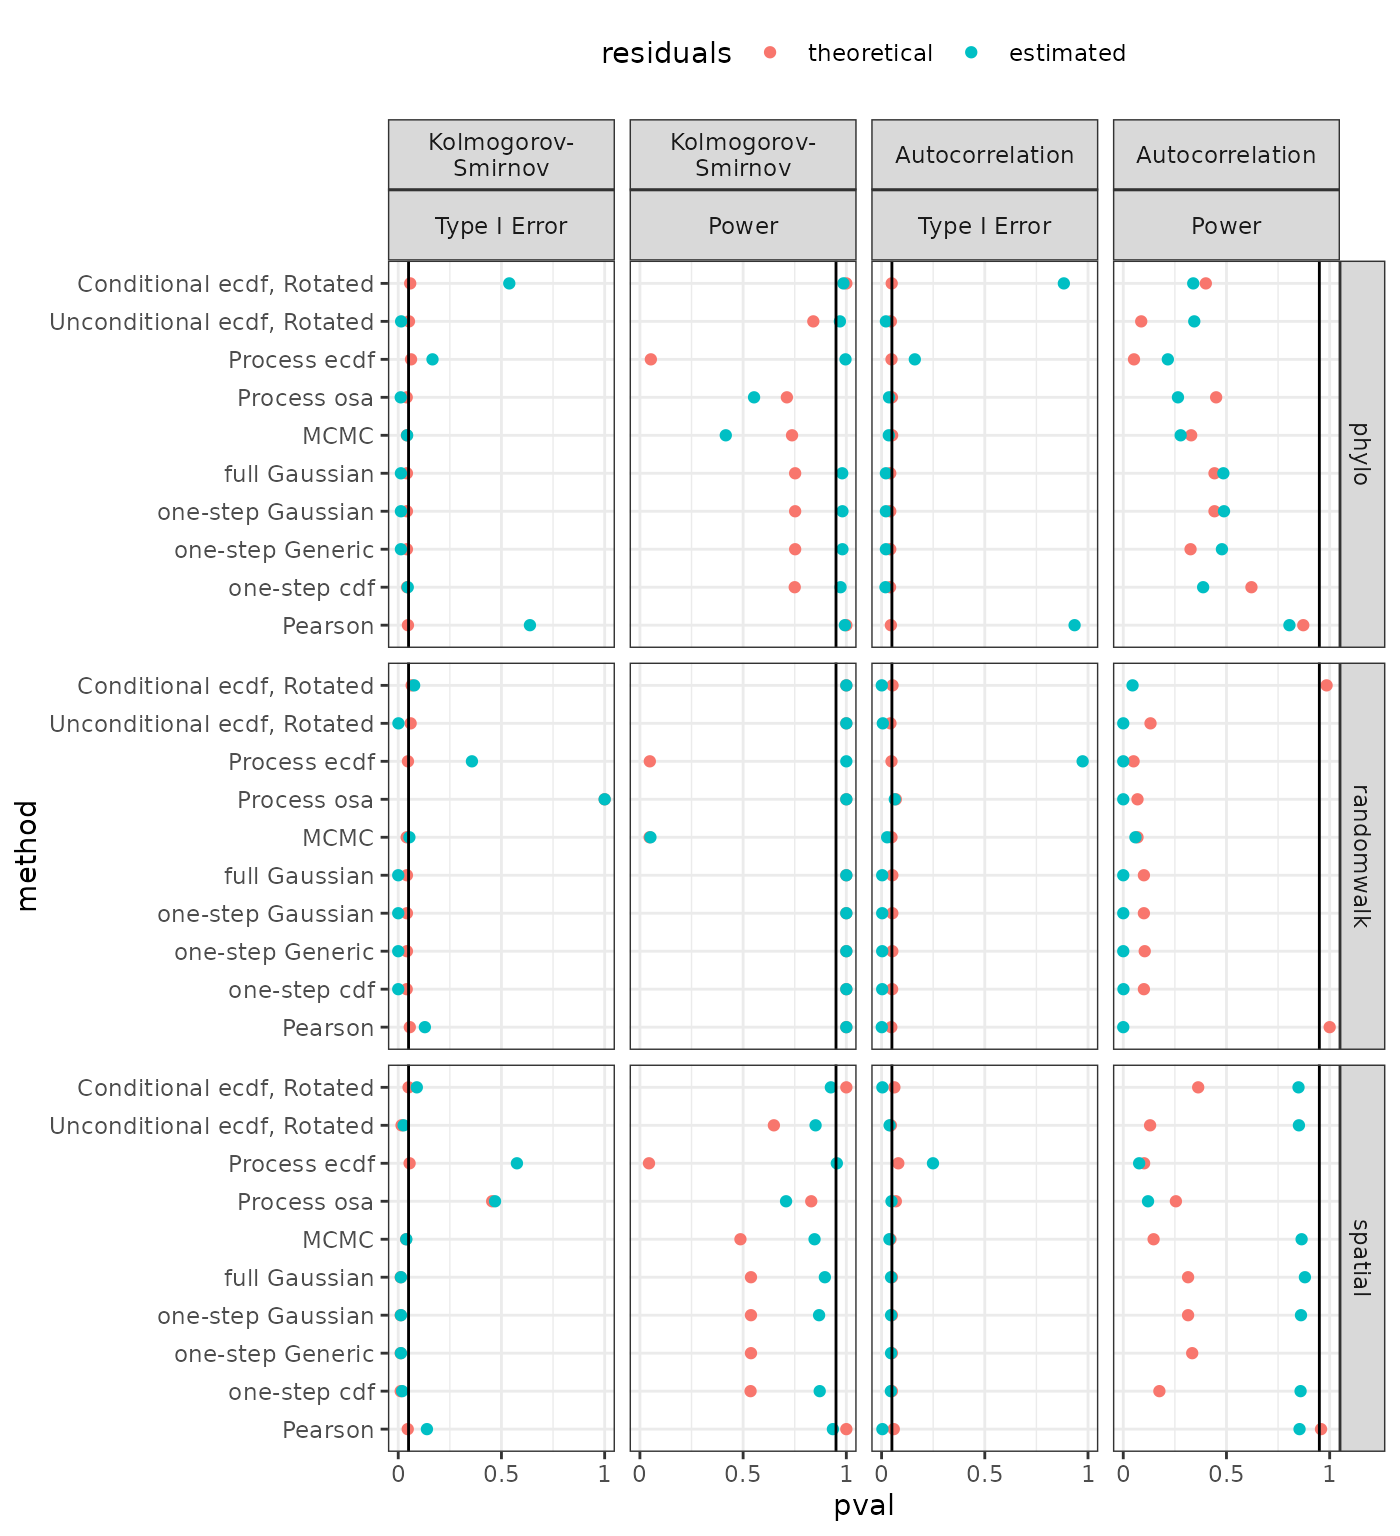 residuals theoretical estimated
Kolmogorov-
Smirnov
Kolmogorov-
Smirnov
Autocorrelation
Autocorrelation
Type I Error
Power
Type I Error
Power
Conditional ecdf, Rotated
Unconditional ecdf, Rotated
Process ecdf
Process osa
MCMC
full Gaussian
one-step Gaussian
one-step Generic
one-step cdf
Pearson
phylo
Conditional ecdf, Rotated
Unconditional ecdf, Rotated
Process ecdf
Process osa
MCMC
full Gaussian
one-step Gaussian
one-step Generic
one-step cdf
Pearson
randomwalk
method
Conditional ecdf, Rotated
Unconditional ecdf, Rotated
Process ecdf
Process osa
MCMC
full Gaussian
one-step Gaussian
one-step Generic
one-step cdf
Pearson
spatial
0 0.5 1 0 0.5 1 0 0.5 1 0 0.5 1
pval